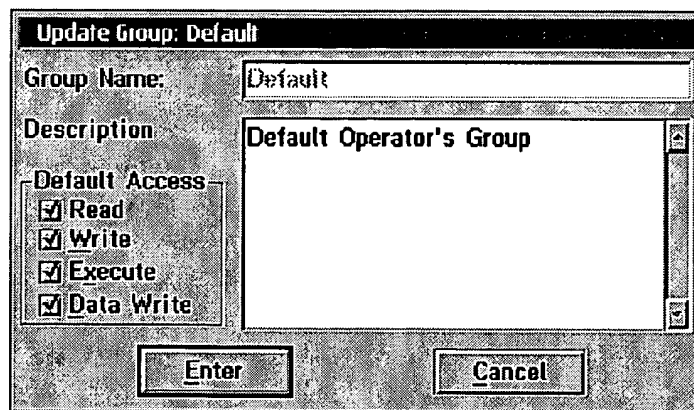 Update Group: Default
Group Name:
Default
Description
Default Operator's Group
Default Access
Read
Write
Execute
Data Write
Enter
Cancel